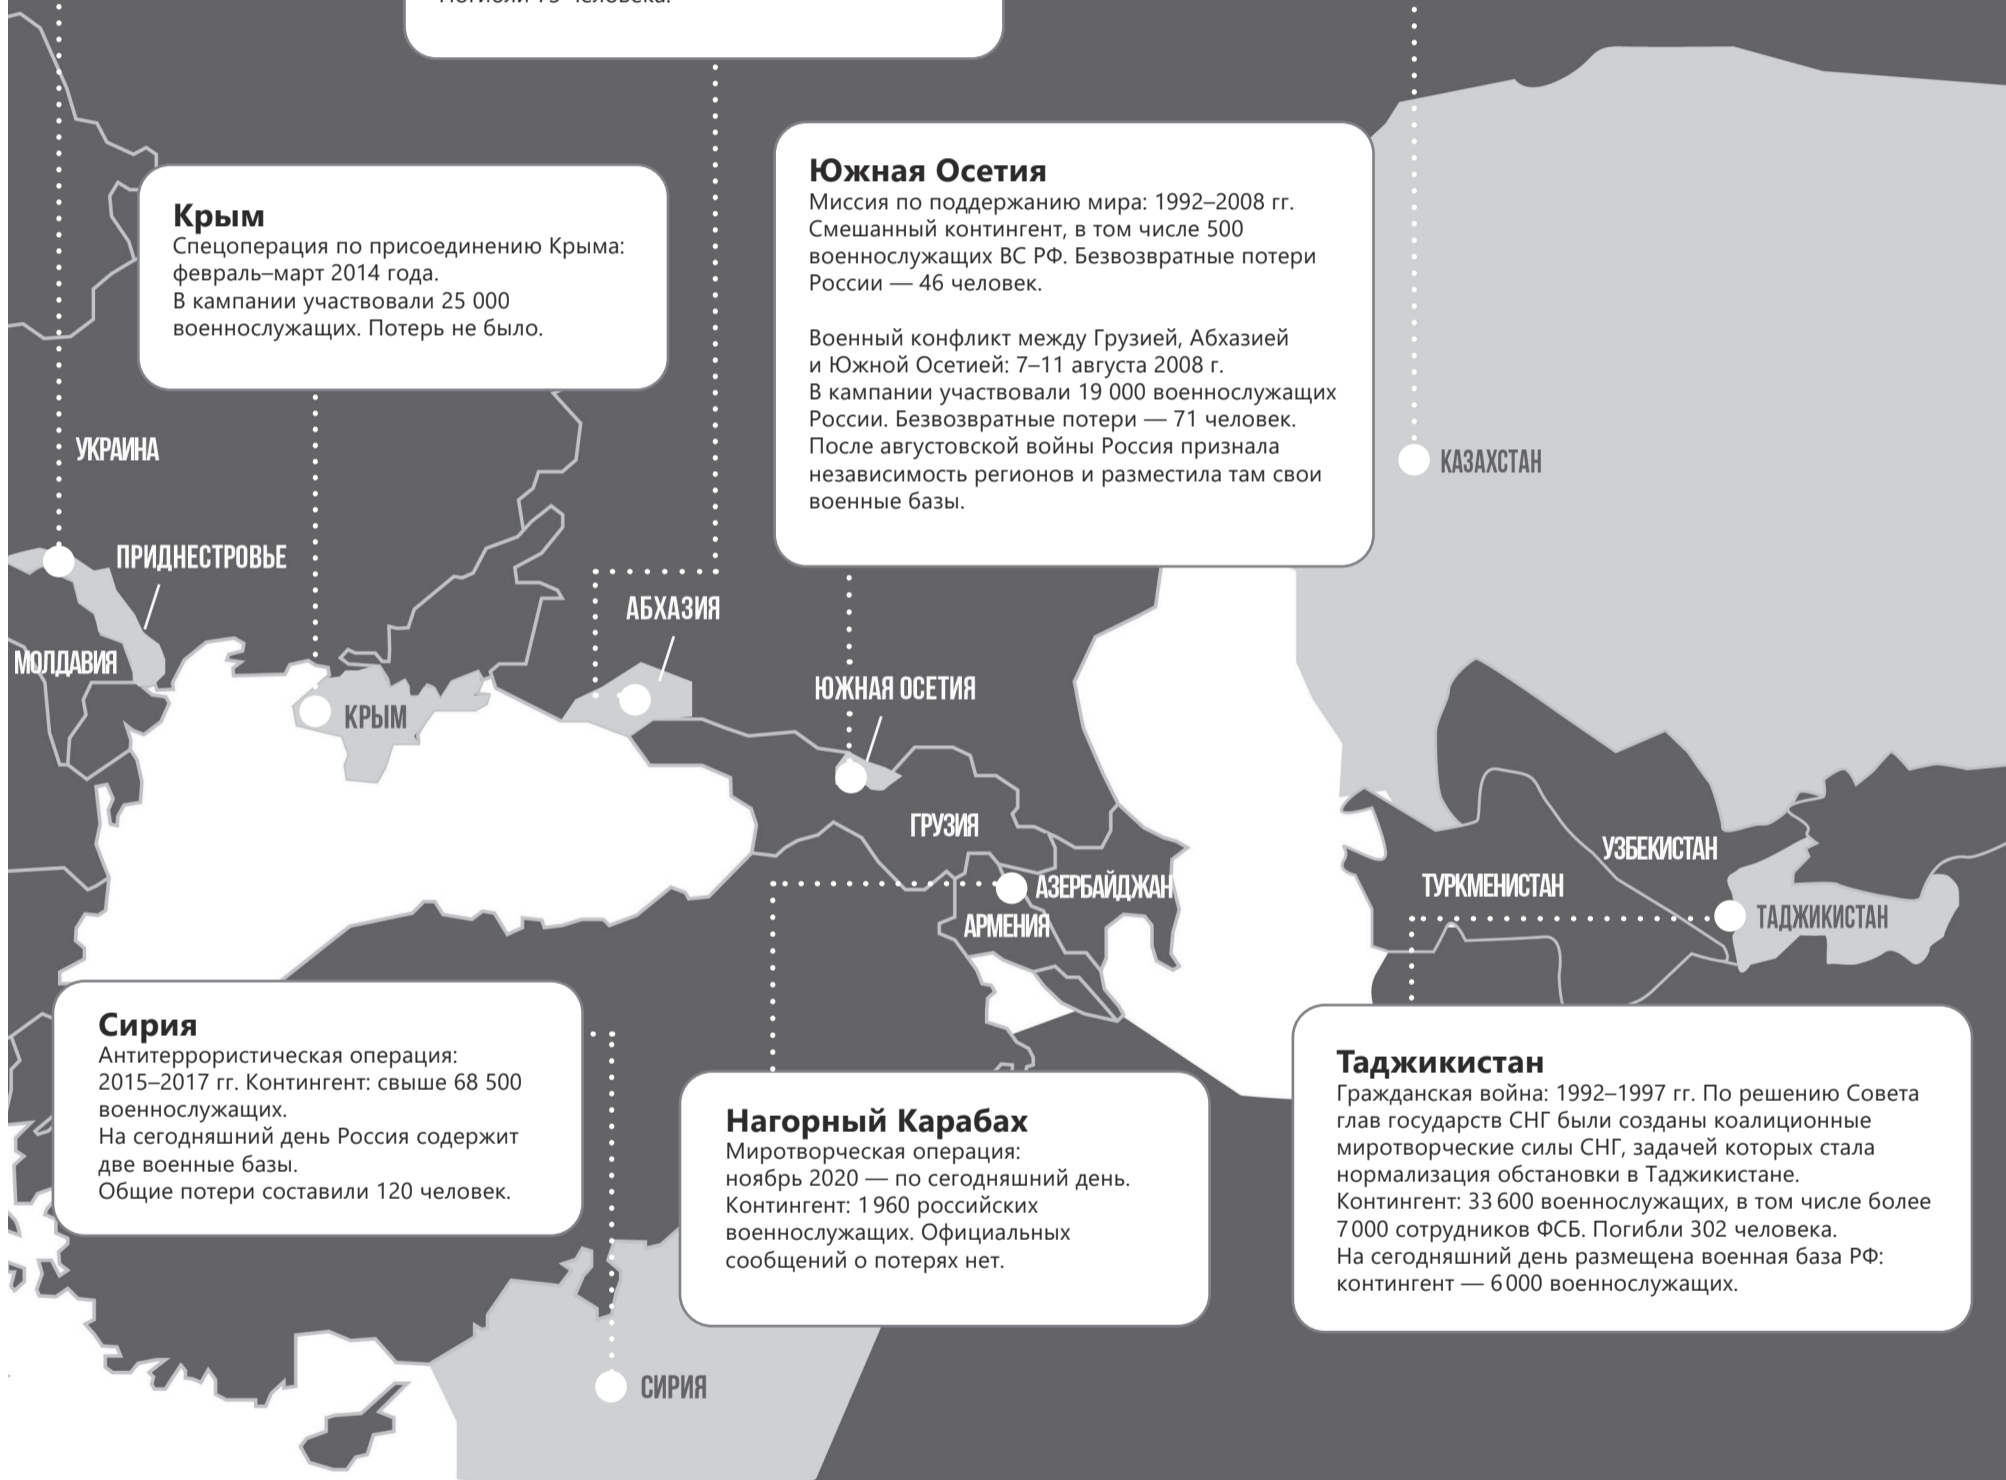 Крым
Спецоперация по присоединению Крыма:
февраль–март 2014 года.
В кампании участвовали 25 000
военнослужащих. Потерь не было.
Южная Осетия
Миссия по поддержанию мира: 1992–2008 гг.
Смешанный контингент, в том числе 500
военнослужащих ВС РФ. Безвозвратные потери
России — 46 человек.
Военный конфликт между Грузией, Абхазией
и Южной Осетией: 7–11 августа 2008 г.
В кампании участвовали 19 000 военнослужащих
России. Безвозвратные потери — 71 человек.
После августовской войны Россия признала
независимость регионов и разместила там свои
военные базы.
УКРАИНА
КАЗАХСТАН
ПРИДНЕСТРОВЬЕ
АБХАЗИЯ
МОЛДАВИЯ
ЮЖНАЯ ОСЕТИЯ
КРЫМ
ГРУЗИЯ
УЗБЕКИСТАН
АЗЕРБАЙДЖАН
ТУРКМЕНИСТАН
АРМЕНИЯ
ТАДЖИКИСТАН
Сирия
Антитеррористическая операция:
2015–2017 гг. Контингент: свыше 68 500
военнослужащих.
На сегодняшний день Россия содержит
две военные базы.
Общие потери составили 120 человек.
Нагорный Карабах
Миротворческая операция:
ноябрь 2020 — по сегодняшний день.
Контингент: 1 960 российских
военнослужащих. Официальных
сообщений о потерях нет.
Таджикистан
Гражданская война: 1992–1997 гг. По решению Совета
глав государств СНГ были созданы коалиционные
миротворческие силы СНГ, задачей которых стала
нормализация обстановки в Таджикистане.
Контингент: 33 600 военнослужащих, в том числе более
7 000 сотрудников ФСБ. Погибли 302 человека.
На сегодняшний день размещена военная база РФ:
контингент — 6 000 военнослужащих.
СИРИЯ